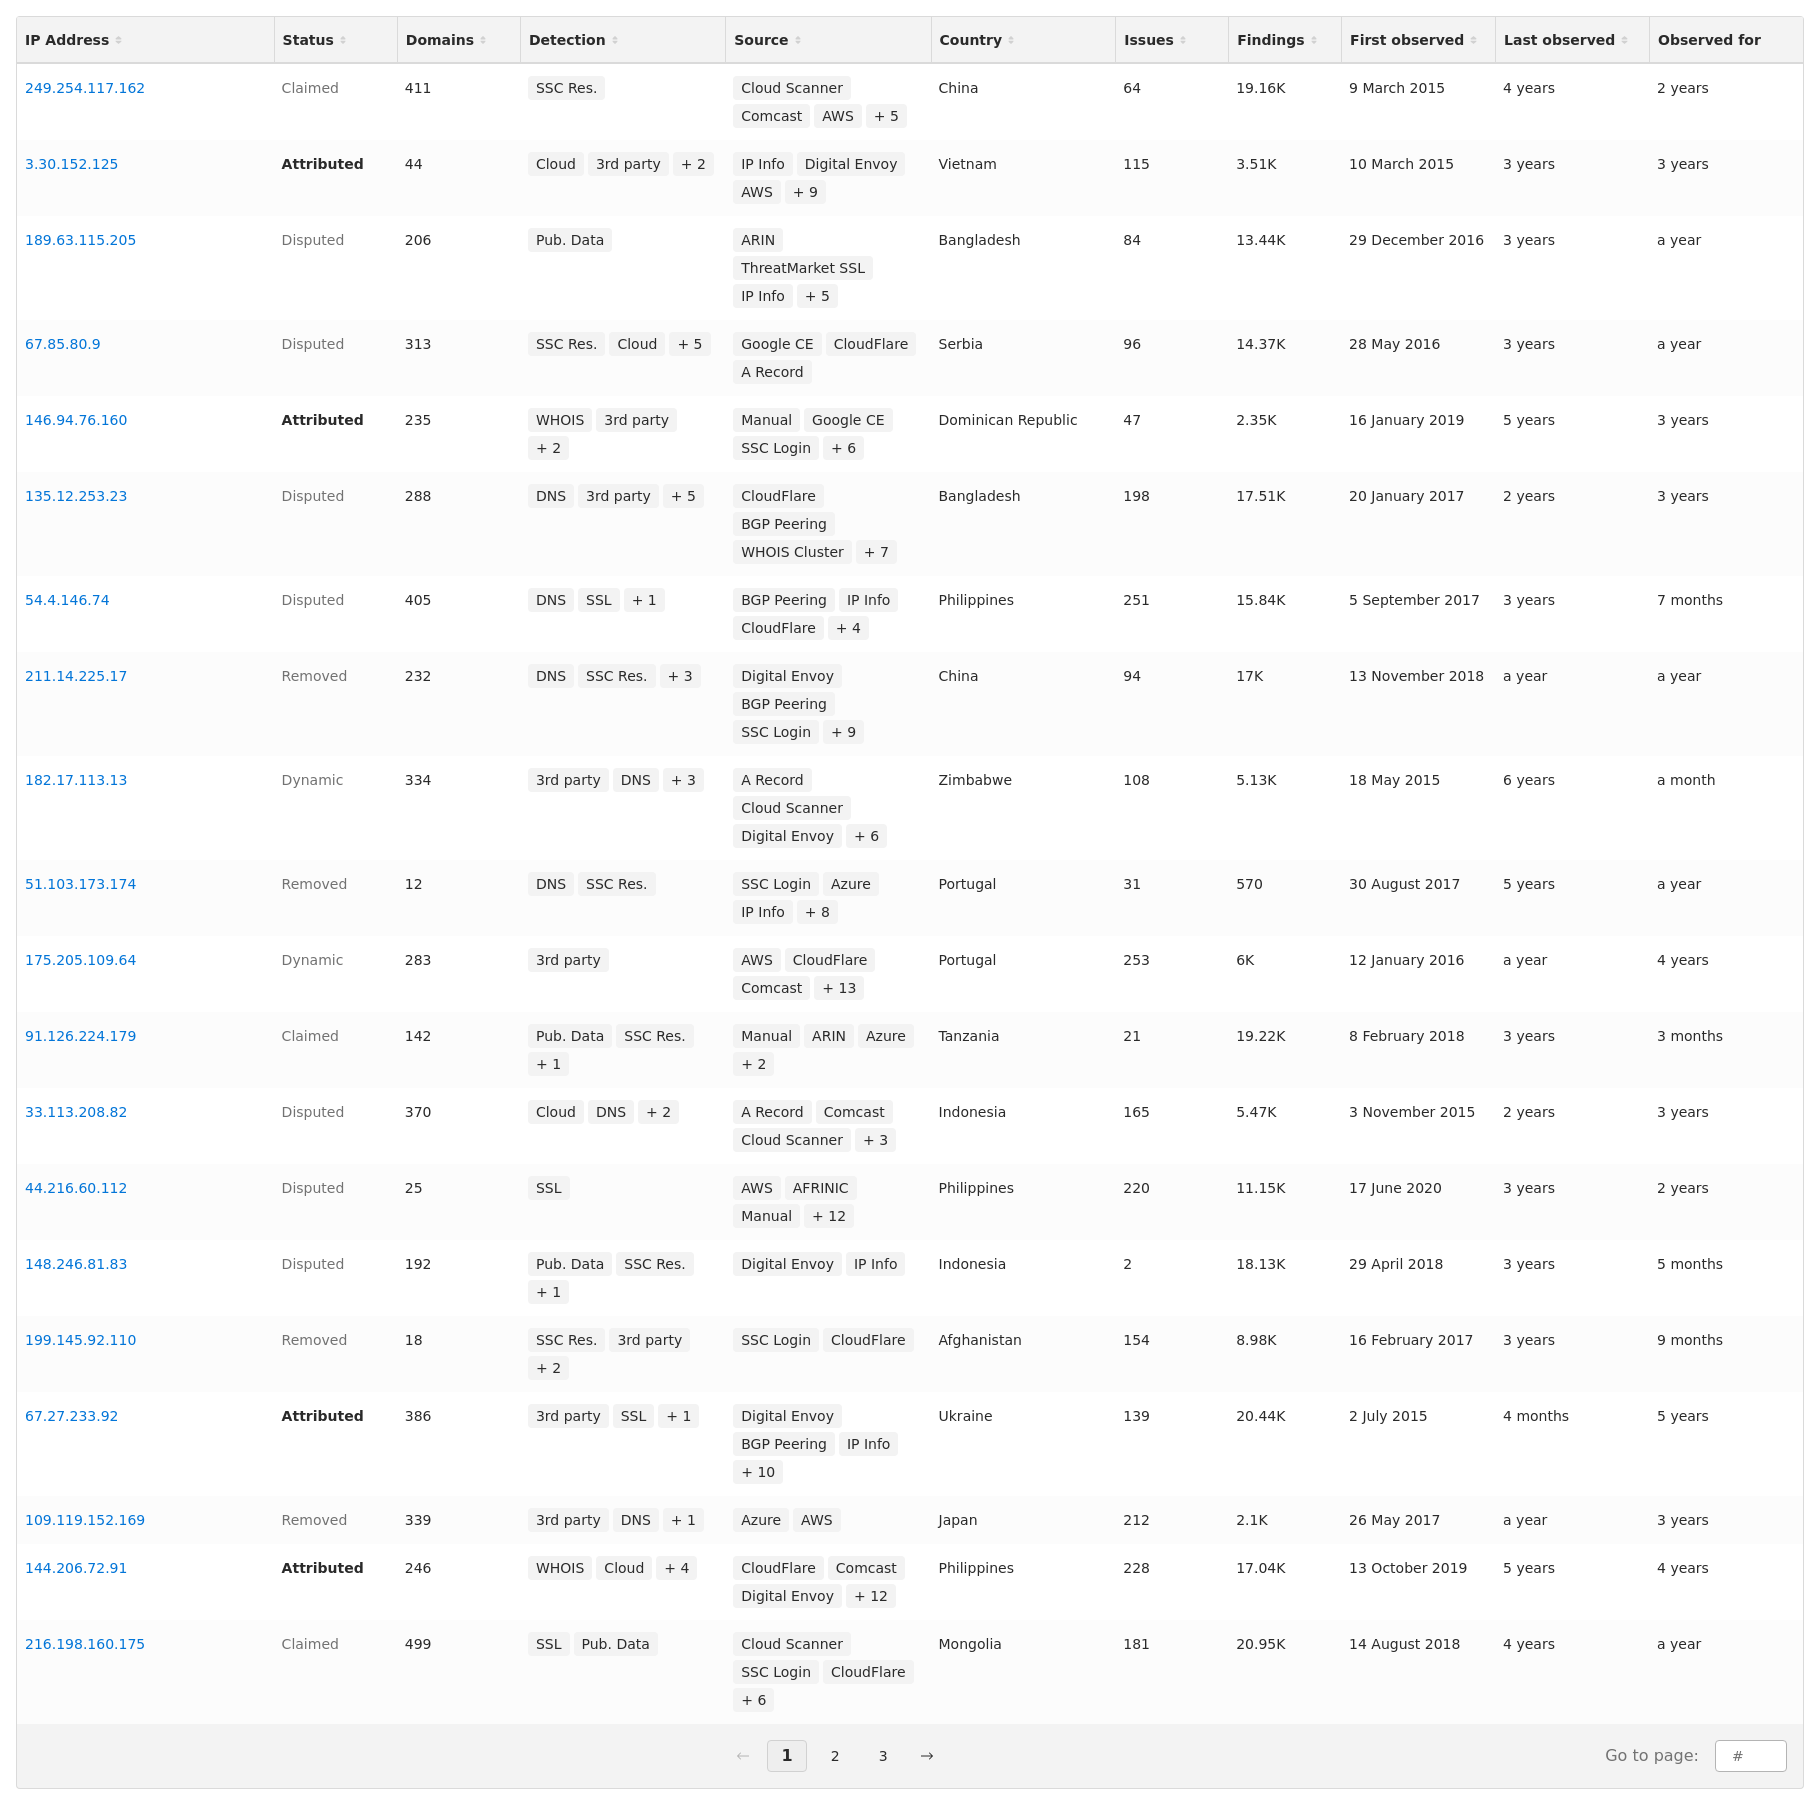 IP Address Status Domains Detection Source Country Issues Findings First observed Last observed Observed for
249.254.117.162 Claimed 411 SSC Res. Cloud Scanner China 64 19.16K 9 March 2015 4 years 2 years
Comcast AWS + 5
3.30.152.125 Attributed 44 Cloud 3rd party + 2 IP Info Digital Envoy Vietnam 115 3.51K 10 March 2015 3 years 3 years
AWS + 9
189.63.115.205 Disputed 206 Pub. Data ARIN Bangladesh 84 13.44K 29 December 2016 3 years a year
ThreatMarket SSL
IP Info + 5
67.85.80.9 Disputed 313 SSC Res. Cloud + 5 Google CE CloudFlare Serbia 96 14.37K 28 May 2016 3 years a year
A Record
146.94.76.160 Attributed 235 WHOIS 3rd party Manual Google CE Dominican Republic 47 2.35K 16 January 2019 5 years 3 years
+ 2 SSC Login + 6
135.12.253.23 Disputed 288 DNS 3rd party + 5 CloudFlare Bangladesh 198 17.51K 20 January 2017 2 years 3 years
BGP Peering
WHOIS Cluster + 7
54.4.146.74 Disputed 405 DNS SSL + 1 BGP Peering IP Info Philippines 251 15.84K 5 September 2017 3 years 7 months
CloudFlare + 4
211.14.225.17 Removed 232 DNS SSC Res. + 3 Digital Envoy China 94 17K 13 November 2018 a year a year
BGP Peering
SSC Login + 9
182.17.113.13 Dynamic 334 3rd party DNS + 3 A Record Zimbabwe 108 5.13K 18 May 2015 6 years a month
Cloud Scanner
Digital Envoy + 6
51.103.173.174 Removed 12 DNS SSC Res. SSC Login Azure Portugal 31 570 30 August 2017 5 years a year
IP Info + 8
175.205.109.64 Dynamic 283 3rd party AWS CloudFlare Portugal 253 6K 12 January 2016 a year 4 years
Comcast + 13
91.126.224.179 Claimed 142 Pub. Data SSC Res. Manual ARIN Azure Tanzania 21 19.22K 8 February 2018 3 years 3 months
+ 1 + 2
33.113.208.82 Disputed 370 Cloud DNS + 2 A Record Comcast Indonesia 165 5.47K 3 November 2015 2 years 3 years
Cloud Scanner + 3
44.216.60.112 Disputed 25 SSL AWS AFRINIC Philippines 220 11.15K 17 June 2020 3 years 2 years
Manual + 12
148.246.81.83 Disputed 192 Pub. Data SSC Res. Digital Envoy IP Info Indonesia 2 18.13K 29 April 2018 3 years 5 months
+ 1
199.145.92.110 Removed 18 SSC Res. 3rd party SSC Login CloudFlare Afghanistan 154 8.98K 16 February 2017 3 years 9 months
+ 2
67.27.233.92 Attributed 386 3rd party SSL + 1 Digital Envoy Ukraine 139 20.44K 2 July 2015 4 months 5 years
BGP Peering IP Info
+ 10
109.119.152.169 Removed 339 3rd party DNS + 1 Azure AWS Japan 212 2.1K 26 May 2017 a year 3 years
144.206.72.91 Attributed 246 WHOIS Cloud + 4 CloudFlare Comcast Philippines 228 17.04K 13 October 2019 5 years 4 years
Digital Envoy + 12
216.198.160.175 Claimed 499 SSL Pub. Data Cloud Scanner Mongolia 181 20.95K 14 August 2018 4 years a year
SSC Login CloudFlare
+ 6
← 1 2 3 → Go to page: #